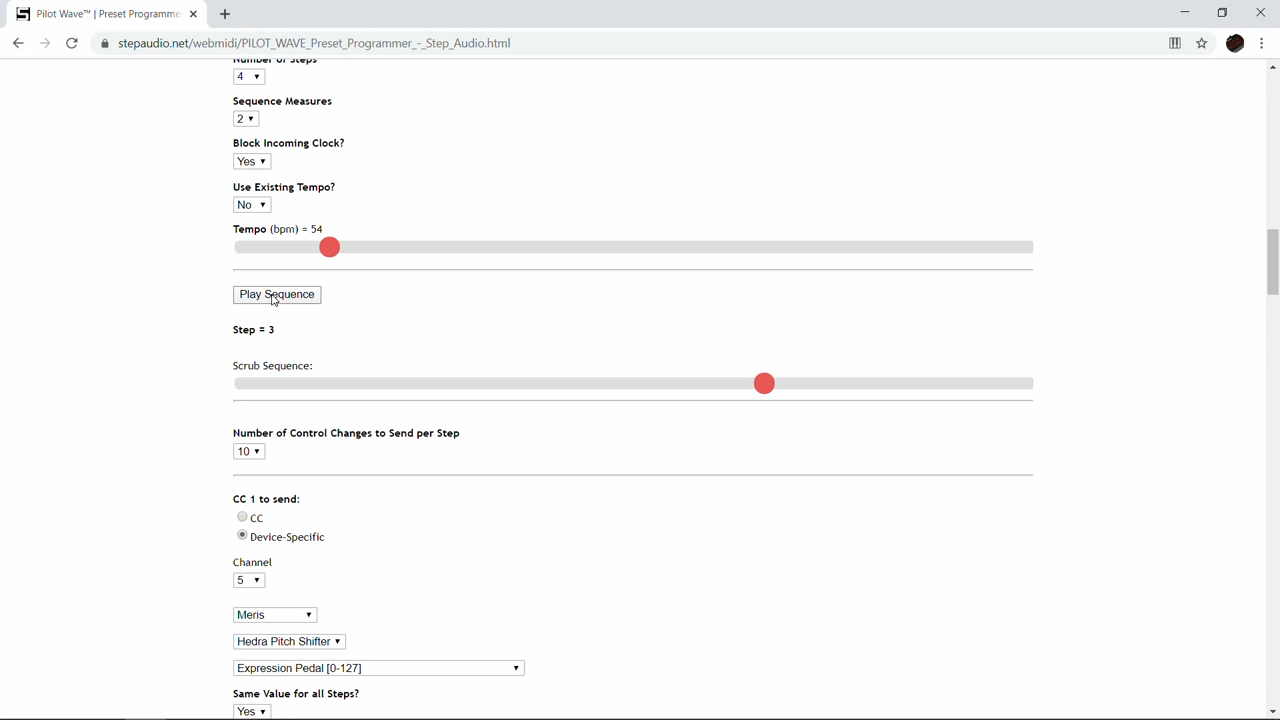 Pilot Wave™ | Preset Programme
stepaudio.net/webmidi/PILOT_WAVE_Preset_Programmer_-_Step_Audio.html
Number of Steps
4
Sequence Measures
2
Block Incoming Clock?
Yes
Use Existing Tempo?
No
Tempo (bpm) = 54
Play Sequence
Step = 3
Scrub Sequence:
Number of Control Changes to Send per Step
10
CC 1 to send:
CC
Device-Specific
Channel
5
Meris
Hedra Pitch Shifter
Expression Pedal [0-127]
Same Value for all Steps?
Yes